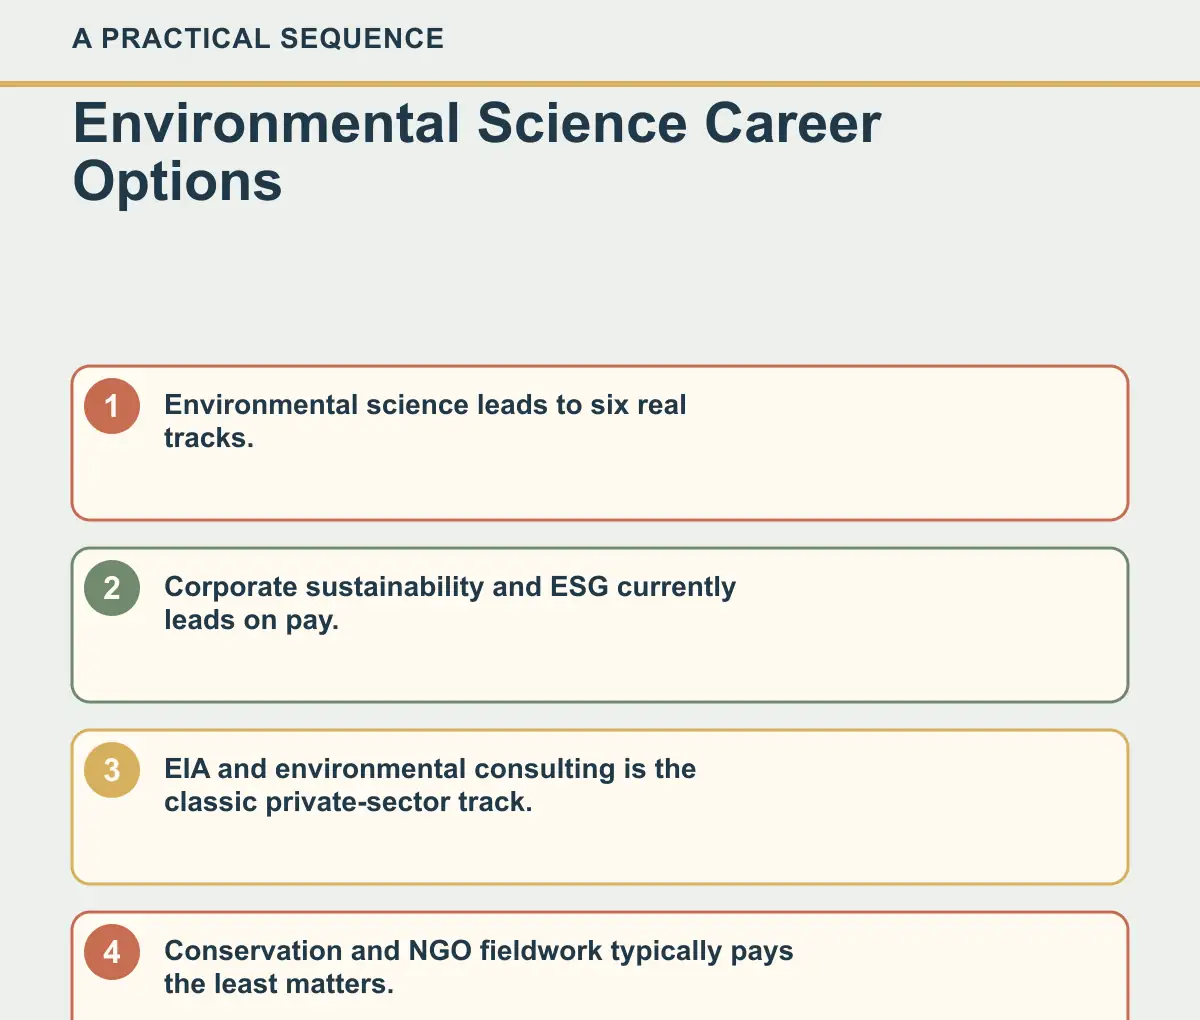 A PRACTICAL SEQUENCE
Environmental Science Career
Options
1
Environmental science leads to six real
tracks.
2
Corporate sustainability and ESG currently
leads on pay.
3
EIA and environmental consulting is the
classic private-sector track.
4
Conservation and NGO fieldwork typically pays
the least matters.